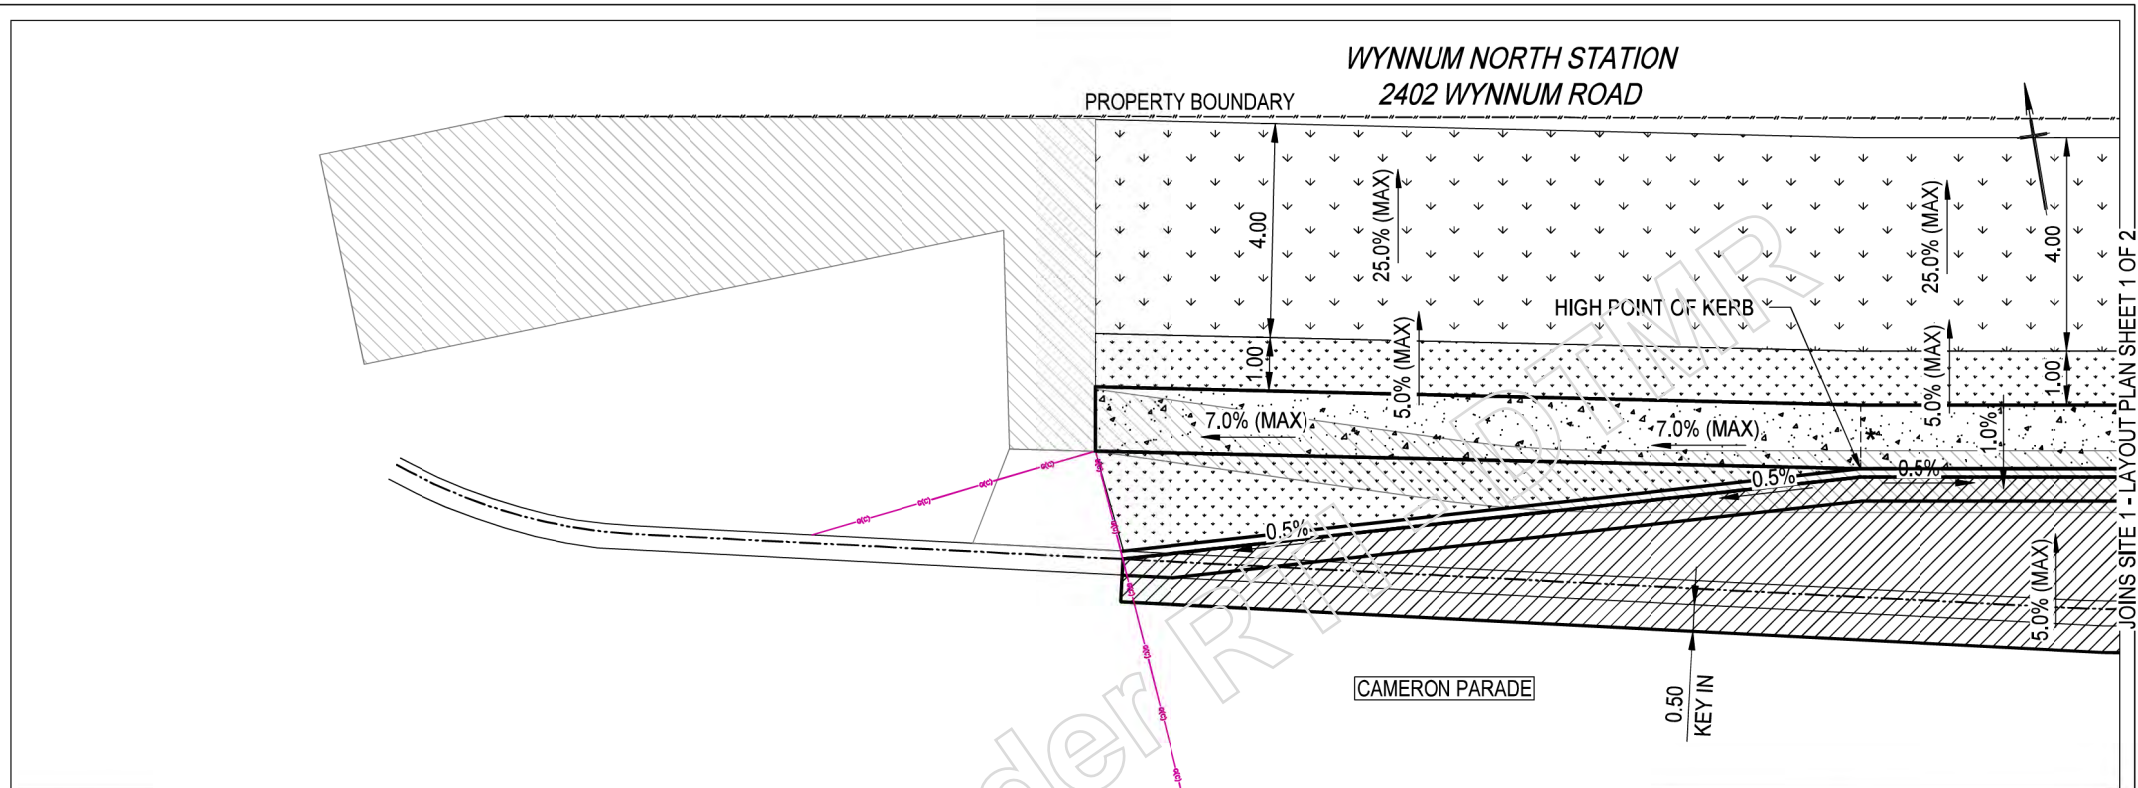 WYNNUM NORTH STATION
2402 WYNNUM ROAD
PROPERTY BOUNDARY
4.00
25.0% (MAX)
25.0% (MAX)
4.00
HIGH POINT OF KERB
1.00
5.0% (MAX)
5.0% (MAX)
1.00
7.0% (MAX)
7.0% (MAX)
*
1.0%
0.5%
0.5%
0.5%
5.0% (MAX)
0.50
KEY IN
CAMERON PARADE
JOINS SITE 1 - LAYOUT PLAN SHEET 1 OF 2
der RTI - DTMR